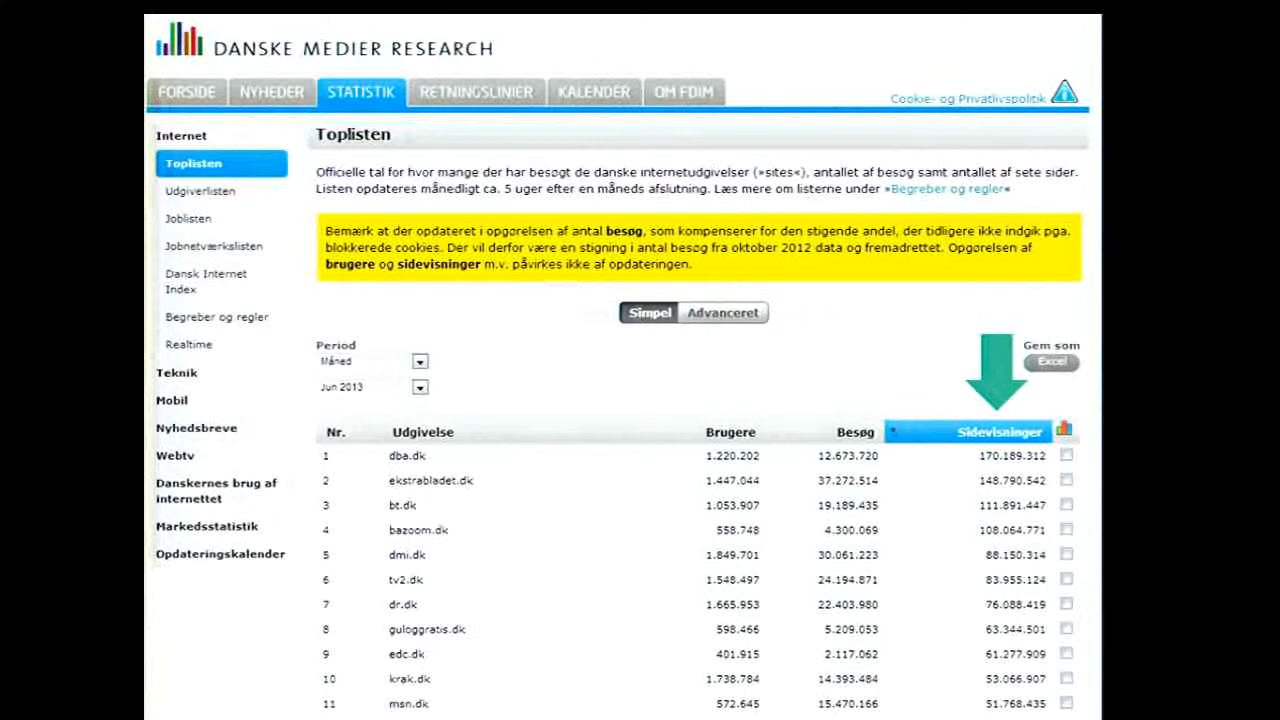 DANSKE MEDIER RESEARCH
FORSIDE NYHEDER STATISTIK RETNINGSLINIER KALENDER OM FDIM
Cookie- og Privatlivspolitik
Internet
Toplisten
Udgiverlisten
Joblisten
Jobnetværkslisten
Dansk Internet
Index
Begreber og regler
Realtime
Teknik
Mobil
Nyhedsbreve
Webtv
Danskernes brug af
internettet
Markedsstatistik
Opdateringskalender
Toplisten
Officielle tal for hvor mange der har besøgt de danske internetudgivelser (»sites«), antallet af besøg samt antallet af sete sider.
Listen opdateres månedligt ca. 5 uger efter en måneds afslutning. Læs mere om listerne under »Begreber og regler«
Bemærk at der opdateret i opgørelsen af antal besøg, som kompenserer for den stigende andel, der tidligere ikke indgik pga.
blokkerede cookies. Der vil derfor være en stigning i antal besøg fra oktober 2012 data og fremadrettet. Opgørelsen af
brugere og sidevisninger m.v. påvirkes ikke af opdateringen.
Simpel Advanceret
Period
Måned
Jun 2013
Gem som
Excel
Nr. Udgivelse Brugere Besøg Sidevisninger
1 dba.dk 1.220.202 12.673.720 170.189.312
2 ekstrabladet.dk 1.447.044 37.272.514 148.790.542
3 bt.dk 1.053.907 19.189.435 111.891.447
4 bazoom.dk 558.748 4.300.069 108.064.771
5 dmi.dk 1.849.701 30.061.223 88.150.314
6 tv2.dk 1.548.497 24.194.871 83.955.124
7 dr.dk 1.665.953 22.403.980 76.088.419
8 guloggratis.dk 598.466 5.209.053 63.344.501
9 edc.dk 401.915 2.117.062 61.277.909
10 krak.dk 1.738.784 14.393.484 53.066.907
11 msn.dk 572.645 15.470.166 51.768.435